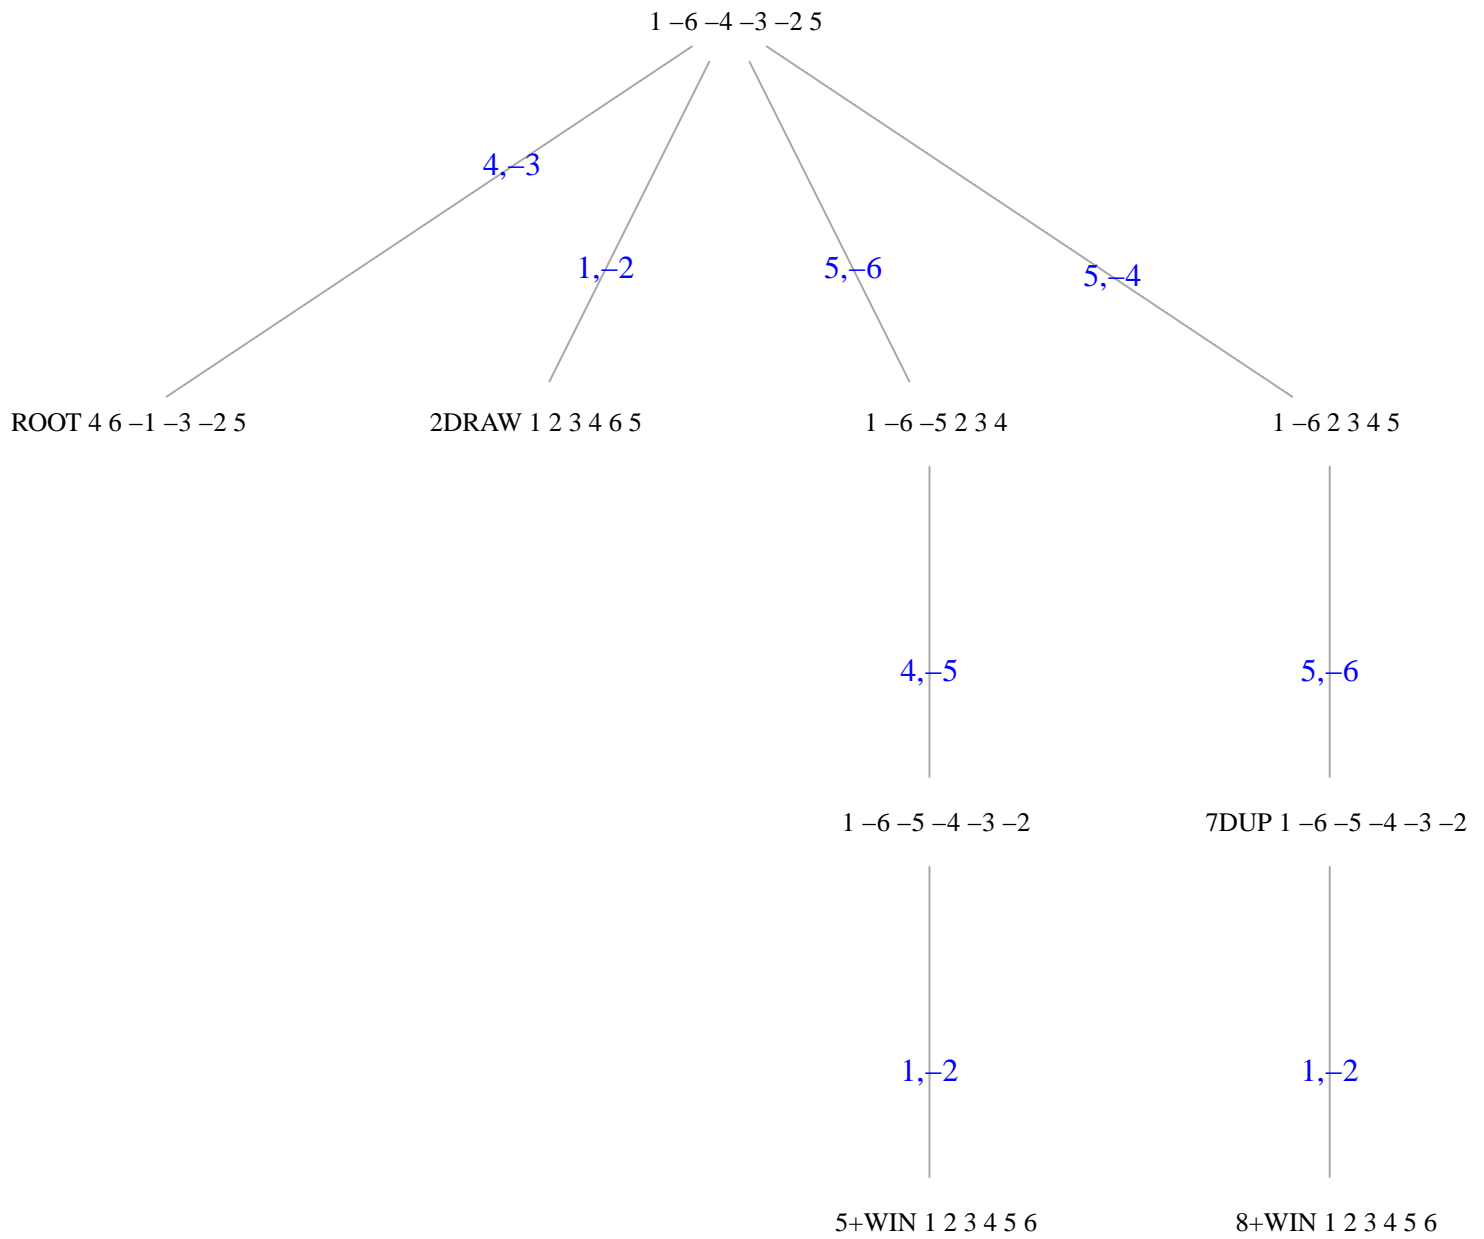 1 –6 –4 –3 –2 5
4,–3
1,–2
5,–6
5,–4
ROOT 4 6 –1 –3 –2 5
2DRAW 1 2 3 4 6 5
1 –6 –5 2 3 4
1 –6 2 3 4 5
4,–5
5,–6
1 –6 –5 –4 –3 –2
7DUP 1 –6 –5 –4 –3 –2
1,–2
1,–2
5+WIN 1 2 3 4 5 6
8+WIN 1 2 3 4 5 6